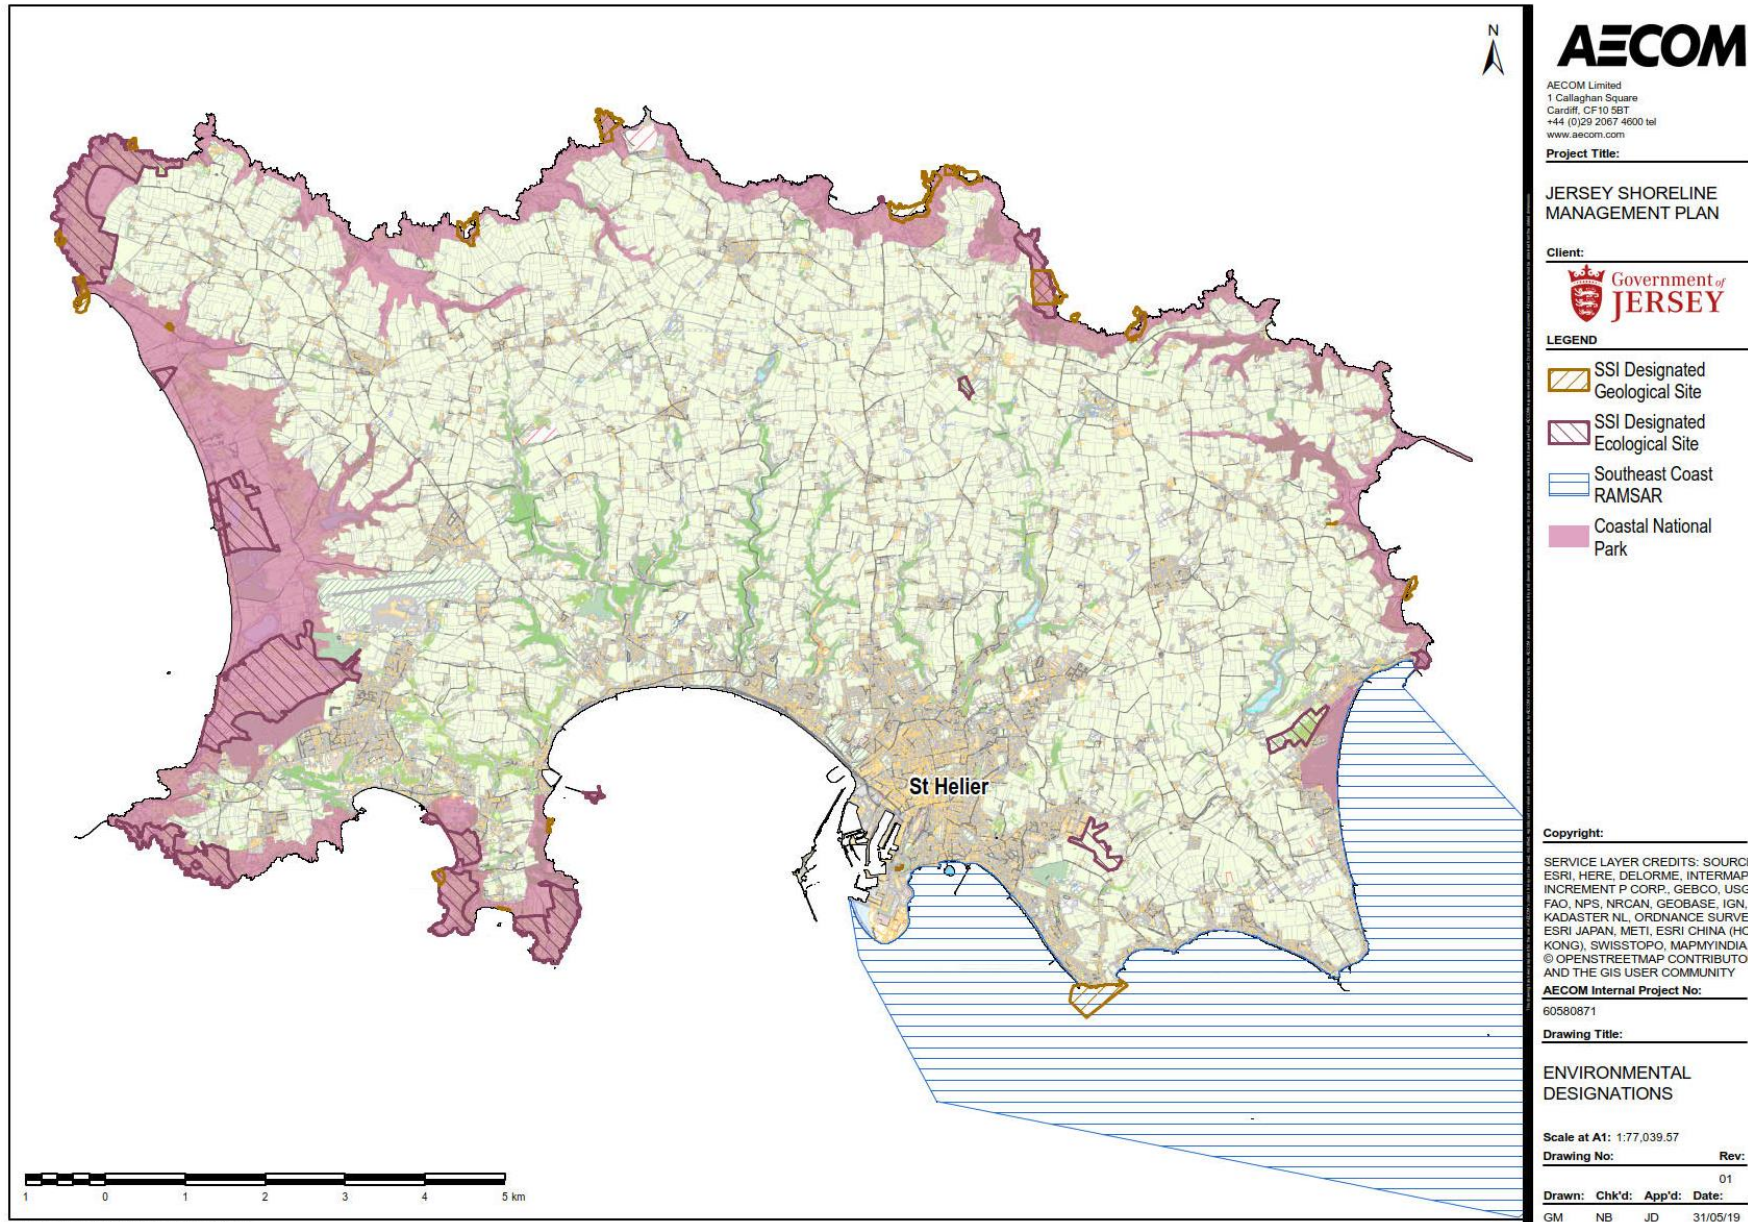 N
St Helier
1 0 1 2 3 4 5 km
AECOM
AECOM Limited
1 Callaghan Square
Cardiff, CF10 5BT
+44 (0)29 2067 4600 tel
www.aecom.com
Project Title:
JERSEY SHORELINE
MANAGEMENT PLAN
Client:
Government of
JERSEY
LEGEND
SSI Designated
Geological Site
SSI Designated
Ecological Site
Southeast Coast
RAMSAR
Coastal National
Park
Copyright:
SERVICE LAYER CREDITS: SOURC
ESRI, HERE, DELORME, INTERMAP
INCREMENT P CORP., GEBCO, USG
FAO, NPS, NRCAN, GEOBASE, IGN,
KADASTER NL, ORDNANCE SURVE
ESRI JAPAN, METI, ESRI CHINA (HO
KONG), SWISSTOPO, MAPMYINDIA
© OPENSTREETMAP CONTRIBUTO
AND THE GIS USER COMMUNITY
AECOM Internal Project No:
60580871
Drawing Title:
ENVIRONMENTAL
DESIGNATIONS
Scale at A1: 1:77,039.57
Drawing No: Rev:
01
Drawn: Chk'd: App'd: Date:
GM NB JD 31/05/19